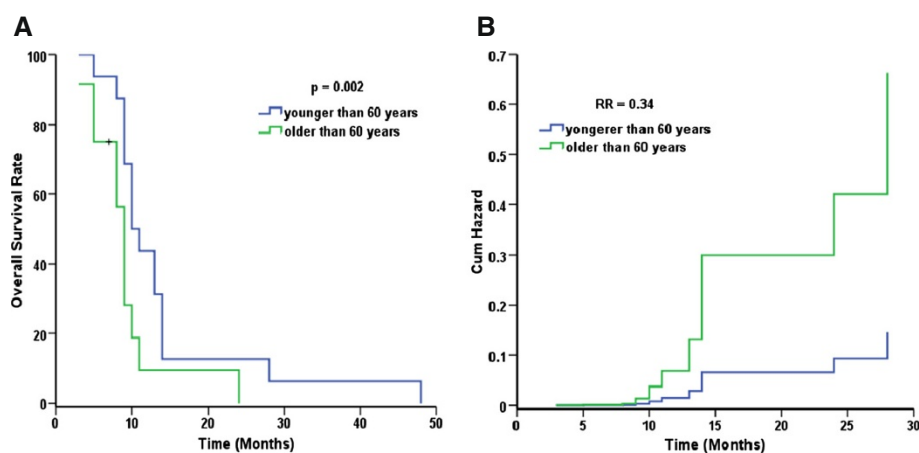 A
100
80
60
40
20
0
Overall Survival Rate
p = 0.002
younger than 60 years
older than 60 years
0 10 20 30 40 50
Time (Months)
B
0.7
0.6
0.5
0.4
0.3
0.2
0.1
0
Cum Hazard
RR = 0.34
yongerer than 60 years
older than 60 years
0 5 10 15 20 25 30
Time (Months)